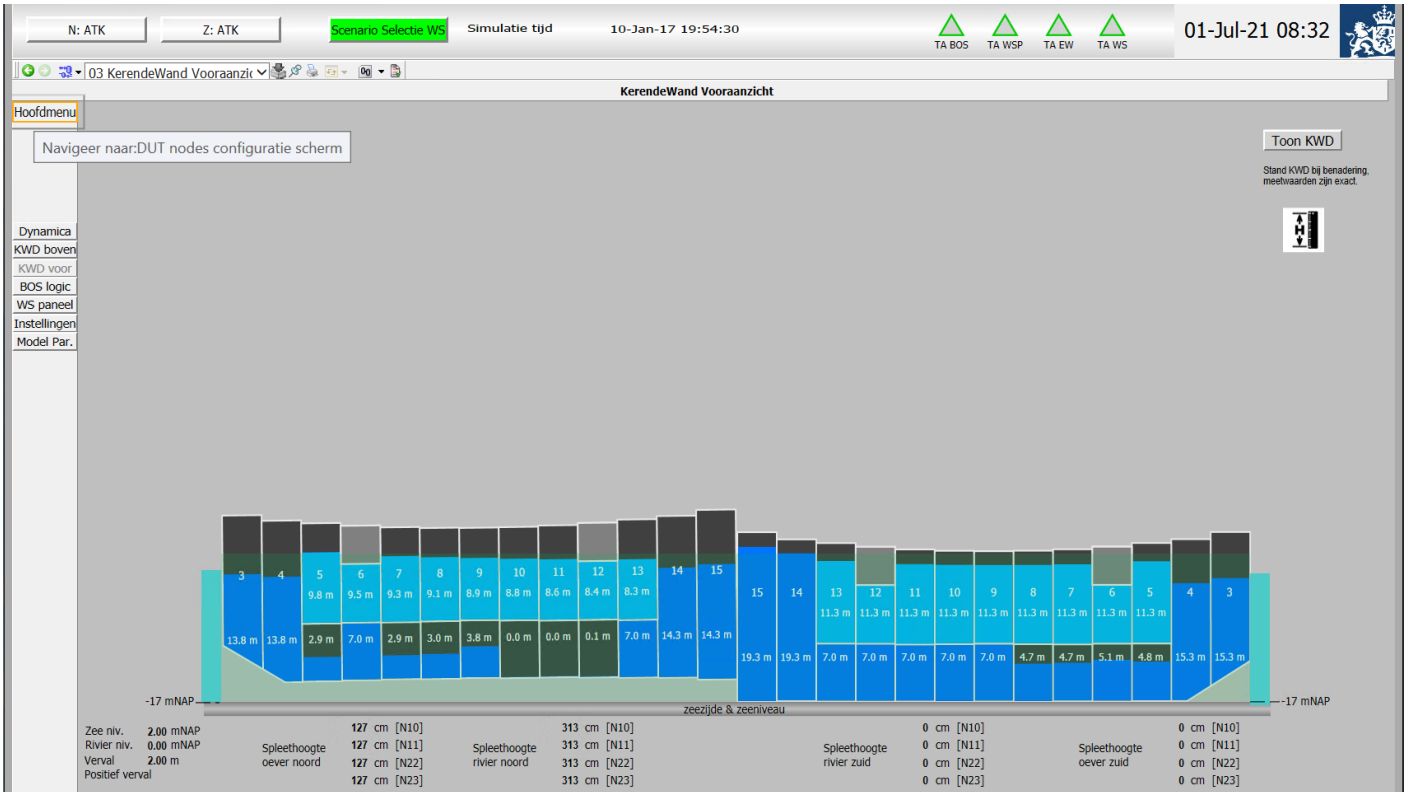 N: ATK
Z: ATK
Scenario Selectie WS
Simulatie tijd
10-Jan-17 19:54:30
TA BOS
TA WSP
TA EW
TA WS
01-Jul-21 08:32
03 KerendeWand Vooraanzic
KerendeWand Vooraanzicht
Hoofdmenu
Navigeer naar:DUT nodes configuratie scherm
Toon KWD
Stand KWD bij benadering,
meetwaarden zijn exact.
H
Dynamica
KWD boven
KWD voor
BOS logic
WS paneel
Instellingen
Model Par.
3 4 5 6 7 8 9 10 11 12 13 14 15
9.8 m 9.5 m 9.3 m 9.1 m 8.9 m 8.8 m 8.6 m 8.4 m 8.3 m
13.8 m 13.8 m 2.9 m 7.0 m 2.9 m 3.0 m 3.8 m 0.0 m 0.0 m 0.1 m 7.0 m 14.3 m 14.3 m
15 14 13 12 11 10 9 8 7 6 5 4 3
11.3 m 11.3 m 11.3 m 11.3 m 11.3 m 11.3 m 11.3 m 11.3 m 11.3 m
19.3 m 19.3 m 7.0 m 7.0 m 7.0 m 7.0 m 7.0 m 4.7 m 4.7 m 5.1 m 4.8 m 15.3 m 15.3 m
-17 mNAP
-17 mNAP
zeezijde & zeeniveau
Zee niv. 2.00 mNAP
Rivier niv. 0.00 mNAP
Verval 2.00 m
Positief verval
Spleethoogte
oever noord
127 cm [N10]
127 cm [N11]
127 cm [N22]
127 cm [N23]
Spleethoogte
rivier noord
313 cm [N10]
313 cm [N11]
313 cm [N22]
313 cm [N23]
Spleethoogte
rivier zuid
0 cm [N10]
0 cm [N11]
0 cm [N22]
0 cm [N23]
Spleethoogte
oever zuid
0 cm [N10]
0 cm [N11]
0 cm [N22]
0 cm [N23]